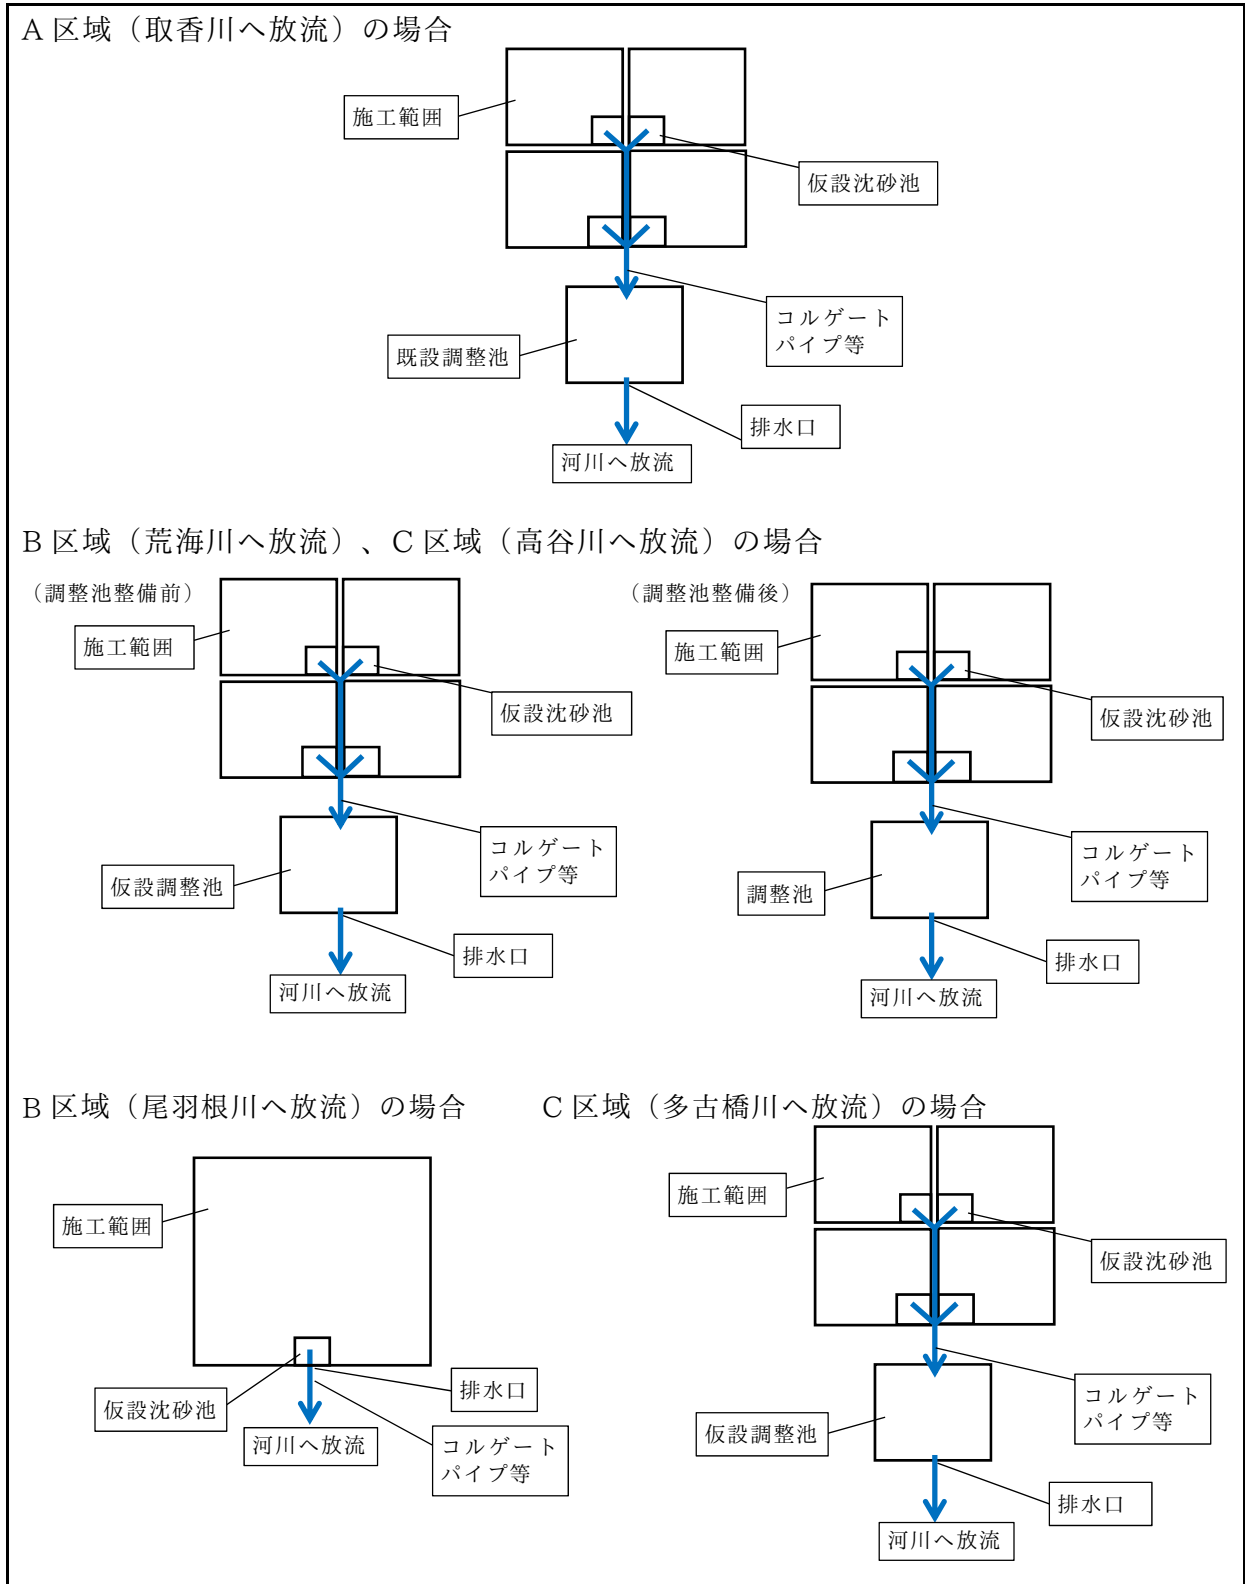 A 区域（取香川へ放流）の場合
施工範囲
仮設沈砂池
コルゲート
パイプ等
既設調整池
排水口
河川へ放流
B 区域（荒海川へ放流）、C 区域（高谷川へ放流）の場合
（調整池整備前）
施工範囲
仮設沈砂池
コルゲート
パイプ等
仮設調整池
排水口
河川へ放流
（調整池整備後）
施工範囲
仮設沈砂池
コルゲート
パイプ等
調整池
排水口
河川へ放流
B 区域（尾羽根川へ放流）の場合
施工範囲
排水口
仮設沈砂池
河川へ放流
コルゲート
パイプ等
C 区域（多古橋川へ放流）の場合
施工範囲
仮設沈砂池
コルゲート
パイプ等
仮設調整池
排水口
河川へ放流